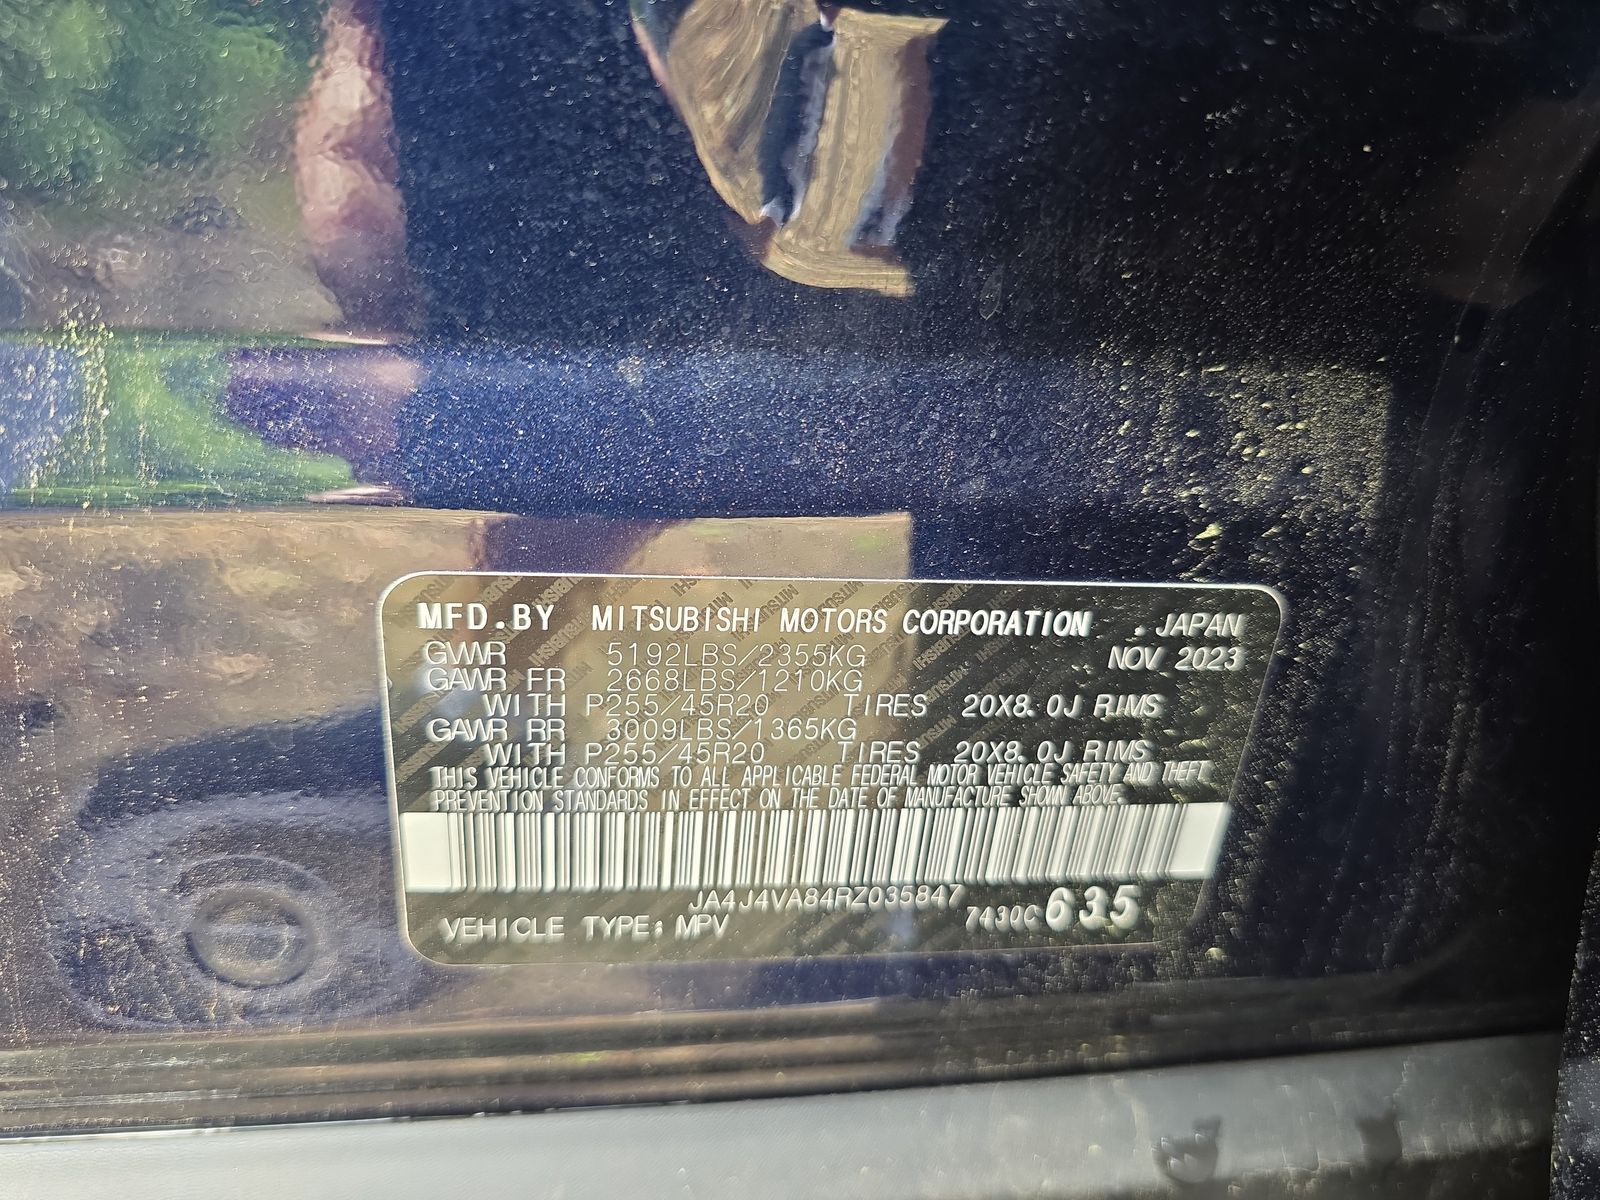 MFD.BY MITSUBISHI MOTORS CORPORATION . JAPAN
GVWR 5192LBS/2355KG NOV 2023
GAWR FR 2668LBS/1210KG
WITH P255/45R20 TIRES 20X8.0J RIMS
GAWR RR 3009LBS/1365KG
WITH P255/45R20 TIRES 20X8.0J RIMS
THIS VEHICLE CONFORMS TO ALL APPLICABLE FEDERAL MOTOR VEHICLE SAFETY AND THEFT
PREVENTION STANDARDS IN EFFECT ON THE DATE OF MANUFACTURE SHOWN ABOVE.
JA4J4VA84RZ035847
VEHICLE TYPE: MPV 7430C 635